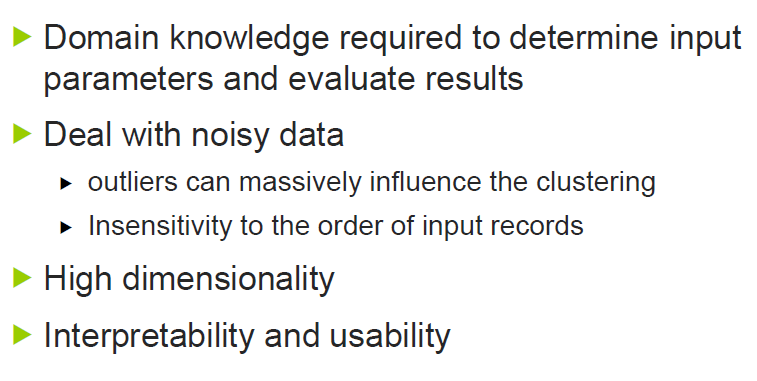 Domain knowledge required to determine input
parameters and evaluate results
Deal with noisy data
outliers can massively influence the clustering
Insensitivity to the order of input records
High dimensionality
Interpretability and usability